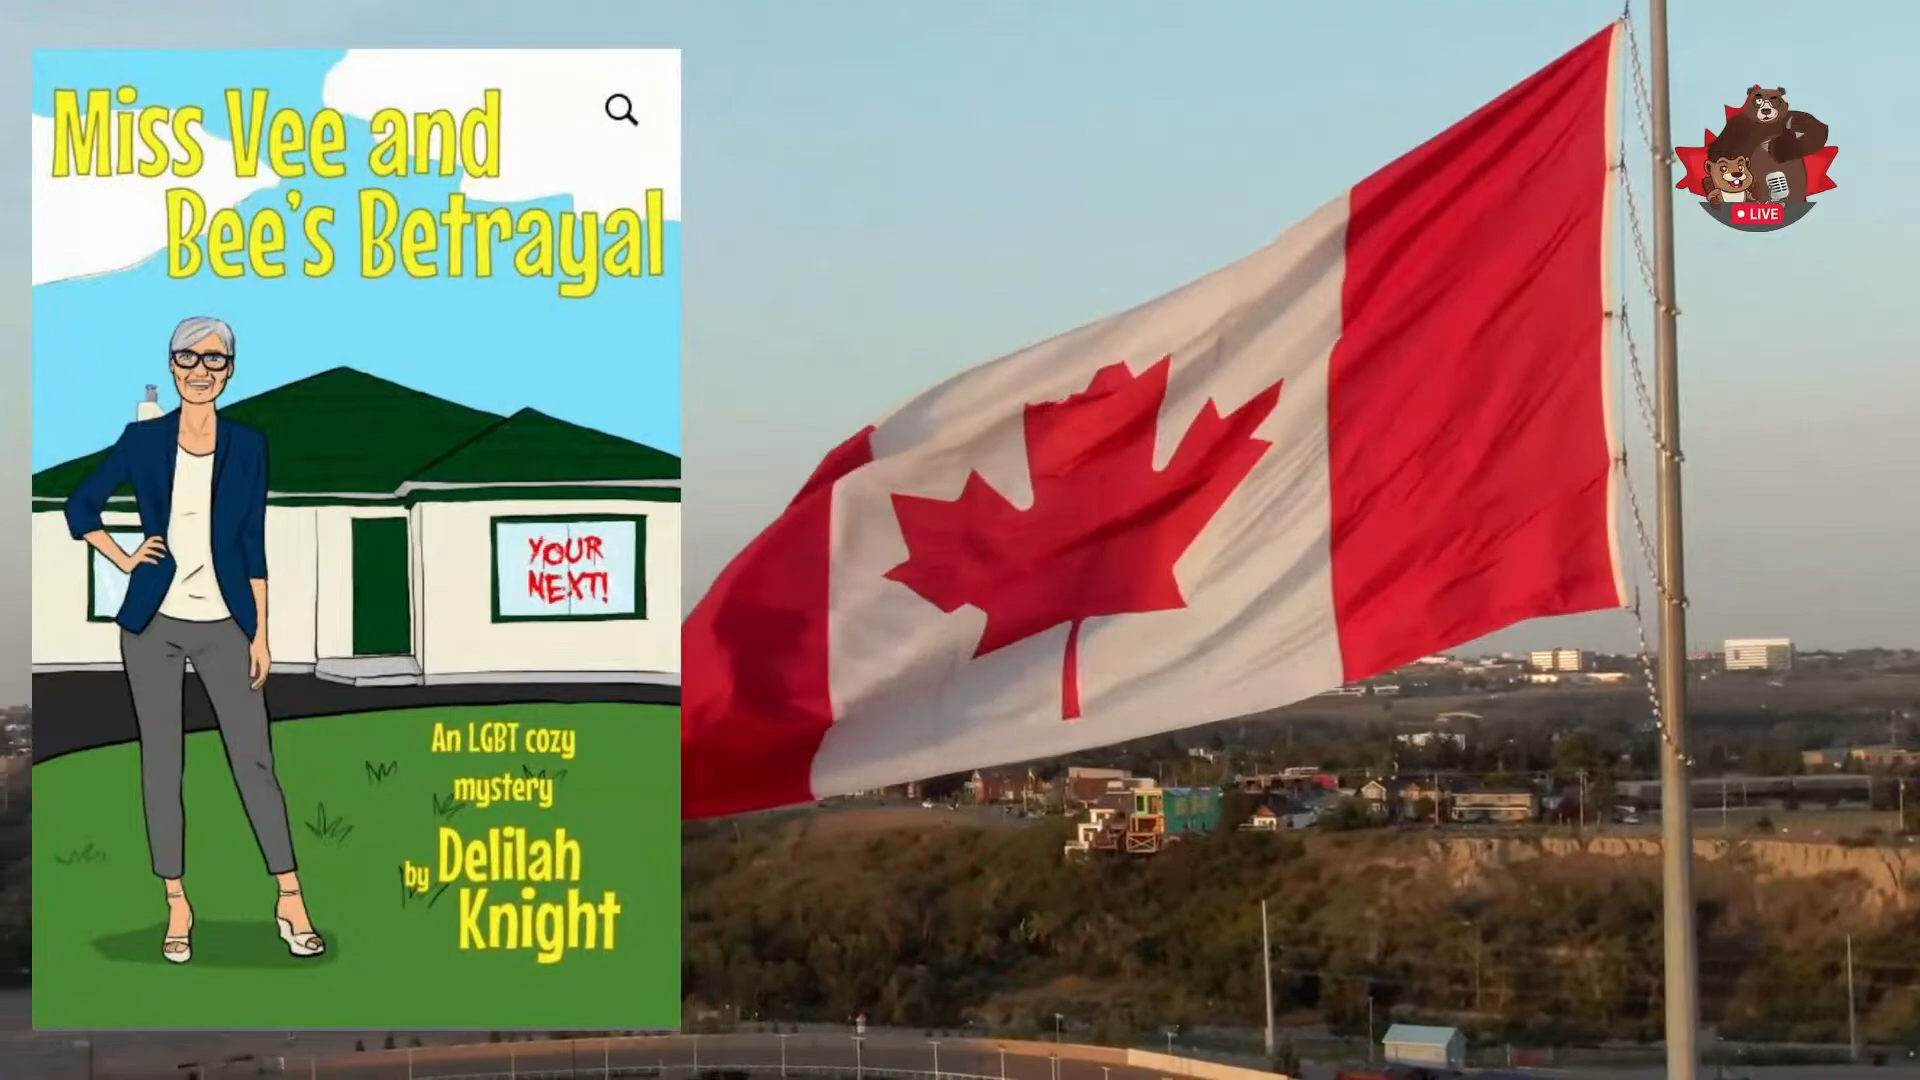 Miss Vee and
Bee's Betrayal
YOUR
NEXT!
An LGBT cozy
mystery
by Delilah
Knight
LIVE